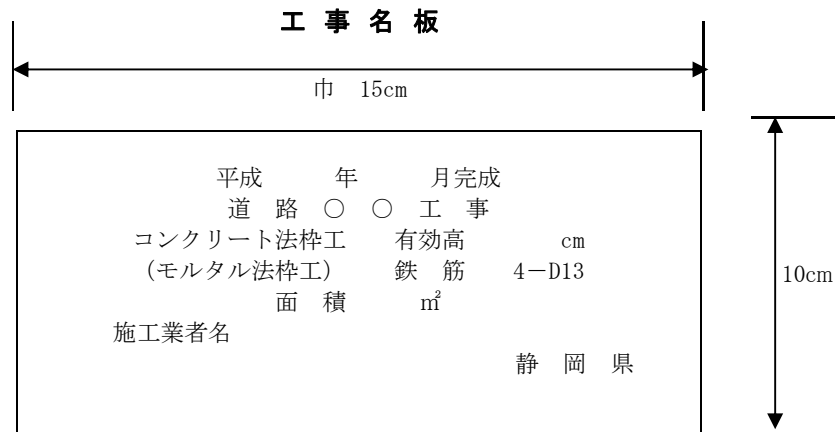 工 事 名 板
巾 15cm
平成 年 月完成
道 路 ○ ○ 工 事
コンクリート法枠工 有効高 cm
(モルタル法枠工) 鉄 筋 4－D13
面 積 ㎡
施工業者名
静 岡 県
10cm